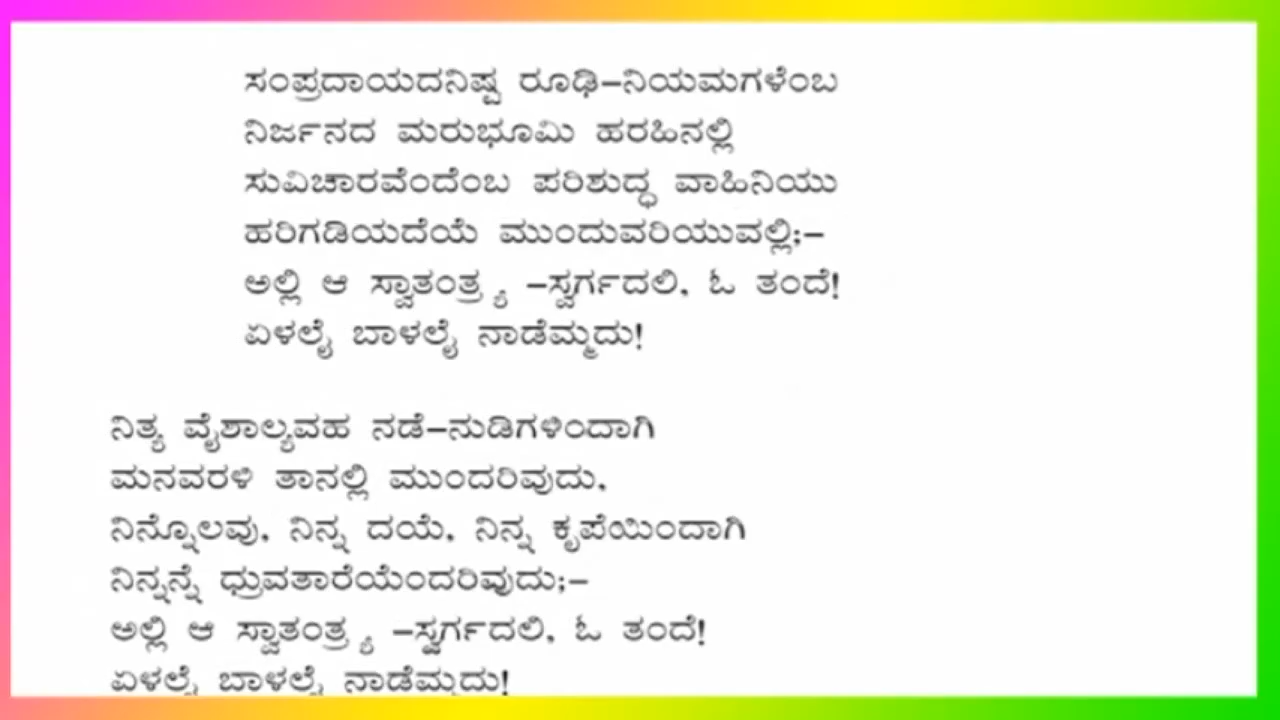 ಸಂಪ್ರದಾಯದನಿಷ್ಟ ರೂಢಿ–ನಿಯಮಗಳೆಂಬ
ನಿರ್ಜನದ ಮರುಭೂಮಿ ಹರಹಿನಲ್ಲಿ
ಸುವಿಚಾರವೆಂದೆಂಬ ಪರಿಶುದ್ಧ ವಾಹಿನಿಯು
ಹರಿಗಡಿಯದೆಯೆ ಮುಂದುವರಿಯುವಲ್ಲಿ;–
ಅಲ್ಲಿ ಆ ಸ್ವಾತಂತ್ರ್ಯ –ಸ್ವರ್ಗದಲಿ, ಓ ತಂದೆ!
ಏಳಲೈ ಬಾಳಲೈ ನಾಡೆಮ್ಮದು!
ನಿತ್ಯ ವೈಶಾಲ್ಯವಹ ನಡೆ–ನುಡಿಗಳಿಂದಾಗಿ
ಮನವರಳಿ ತಾನಲ್ಲಿ ಮುಂದರಿವುದು,
ನಿನ್ನೊಲವು, ನಿನ್ನ ದಯೆ, ನಿನ್ನ ಕೃಪೆಯಿಂದಾಗಿ
ನಿನ್ನನ್ನೆ ಧ್ರುವತಾರೆಯೆಂದರಿವುದು;–
ಅಲ್ಲಿ ಆ ಸ್ವಾತಂತ್ರ್ಯ –ಸ್ವರ್ಗದಲಿ, ಓ ತಂದೆ!
ಏಳಲೈ ಬಾಳಲೈ ನಾಡೆಮ್ಮದು!